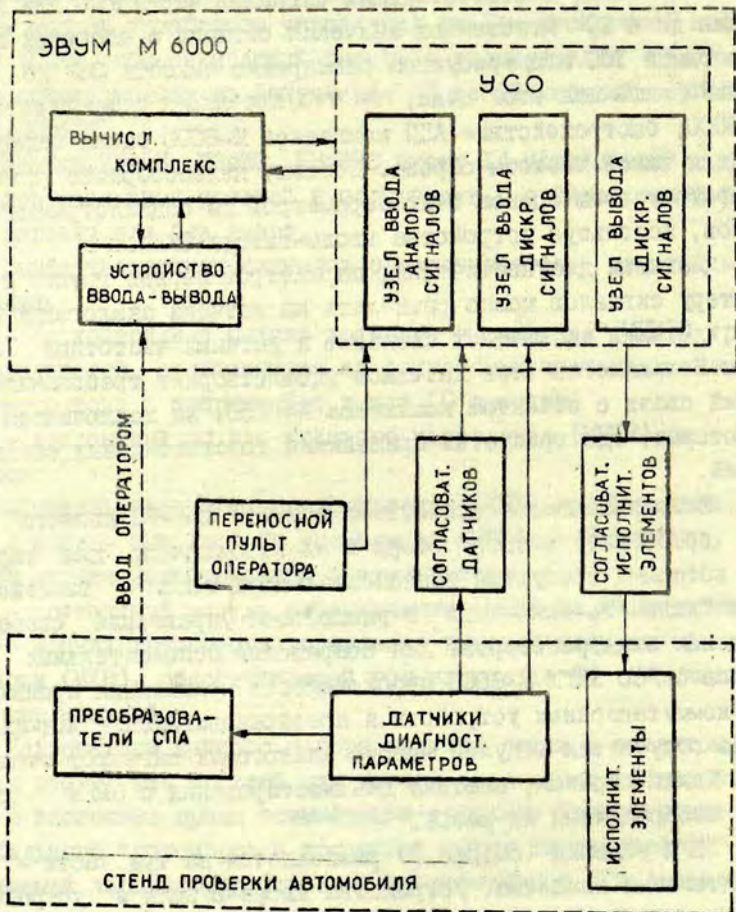 ЭВУМ М 6000
УСО
ВЫЧИСЛ.
КОМПЛЕКС
УСТРОЙСТВО
ВВОДА-ВЫВОДА
УЗЕЛ ВВОДА
АНАЛОГ.
СИГНАЛОВ
УЗЕЛ ВВОДА
ДИСКР.
СИГНАЛОВ
УЗЕЛ ВЫВОДА
ДИСКР.
СИГНАЛОВ
ВВОД ОПЕРАТОРОМ
ПЕРЕНОСНОЙ
ПУЛЬТ
ОПЕРАТОРА
СОГЛАСОВАТ.
ДАТЧИКОВ
СОГЛАСОВАТ.
ИСПОЛНИТ.
ЭЛЕМЕНТОВ
ПРЕОБРАЗОВА-
ТЕЛИ СПА
ДАТЧИКИ
ДИАГНОСТ.
ПАРАМЕТРОВ
ИСПОЛНИТ.
ЭЛЕМЕНТЫ
СТЕНД ПРОВЕРКИ АВТОМОБИЛЯ